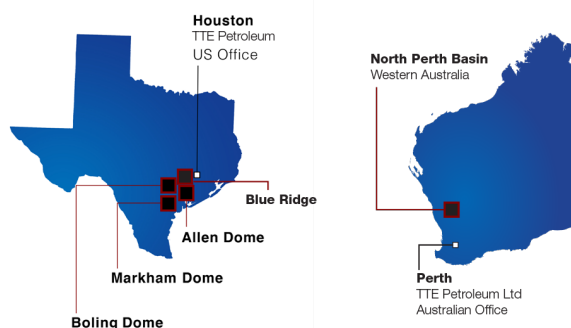 Houston
TTE Petroleum
US Office
Blue Ridge
Allen Dome
Markham Dome
Boling Dome
North Perth Basin
Western Australia
Perth
TTE Petroleum Ltd
Australian Office